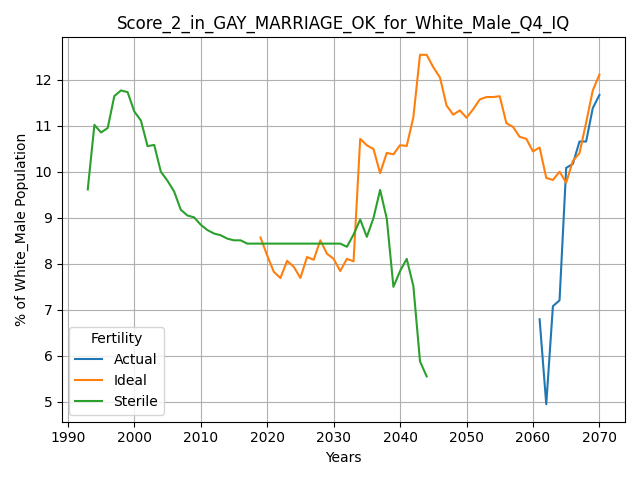 Score_2_in_GAY_MARRIAGE_OK_for_White_Male_Q4_IQ
% of White_Male Population
12
11
10
9
8
7
6
5
Fertility
Actual
Ideal
Sterile
1990 2000 2010 2020 2030 2040 2050 2060 2070
Years